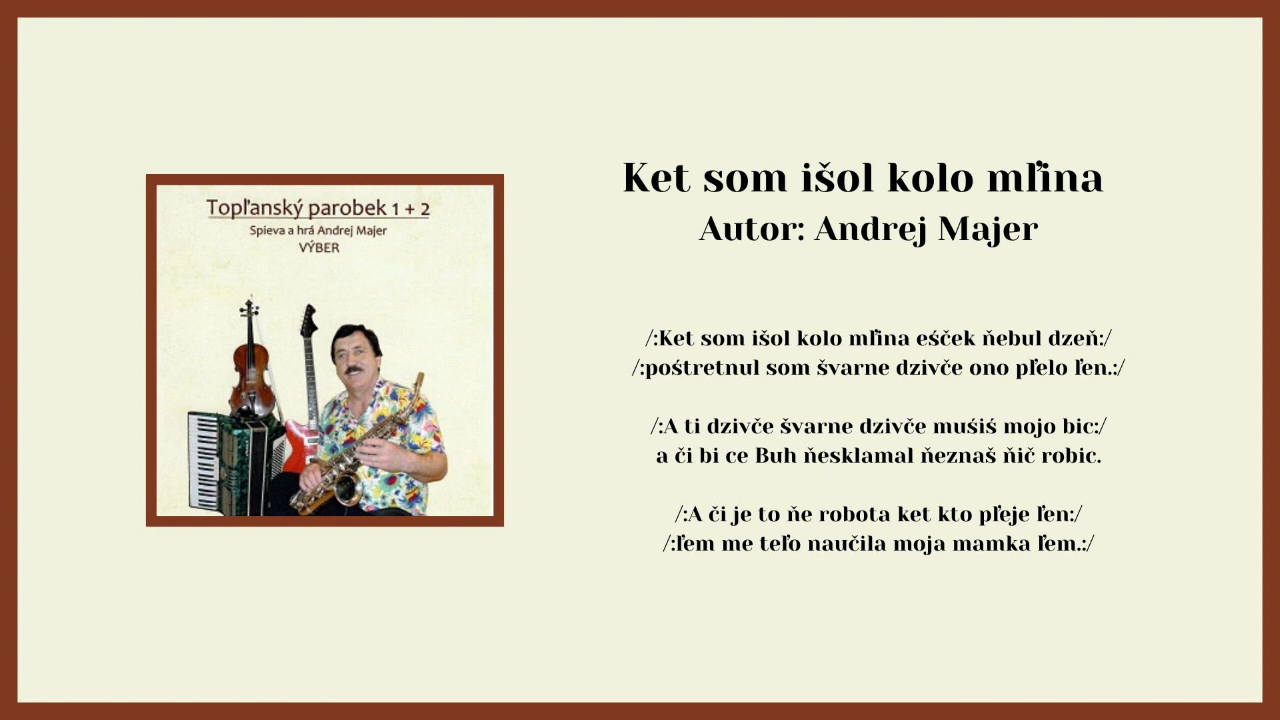 Topľanský parobek 1 + 2
Spieva a hrá Andrej Majer
VÝBER
Ket som išol kolo mľina
Autor: Andrej Majer
/:Ket som išol kolo mľina eśček ňebul dzeň:/
/:pośtretnul som švarne dzivče ono pľelo ľen.:/
/:A ti dzivče švarne dzivče muśiś mojo bic:/
a či bi ce Buh ňesklamal ňeznaš ňič robic.
/:A či je to ňe robota ket kto pľeje ľen:/
/:ľem me teľo naučila moja mamka ľem.:/